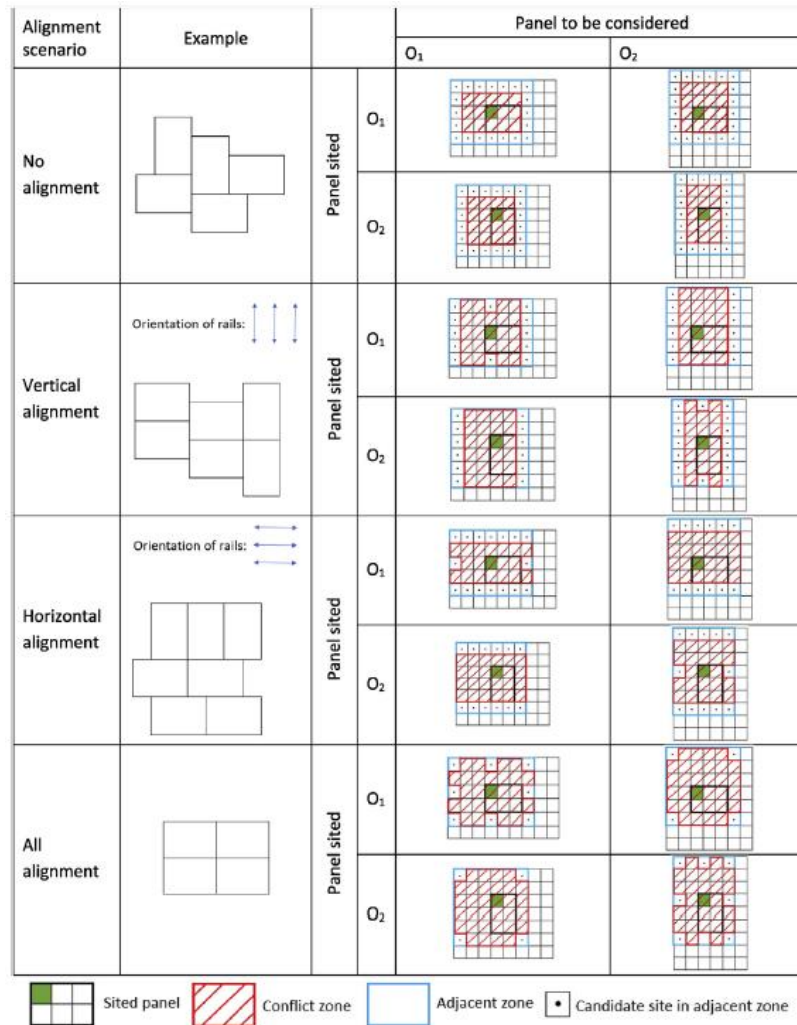 Alignment scenario
Example
Panel to be considered
O₁
O₂
No alignment
Panel sited
O₁
O₂
Orientation of rails:
Vertical alignment
Panel sited
O₁
O₂
Orientation of rails:
Horizontal alignment
Panel sited
O₁
O₂
All alignment
Panel sited
O₁
O₂
Sited panel
Conflict zone
Adjacent zone
Candidate site in adjacent zone